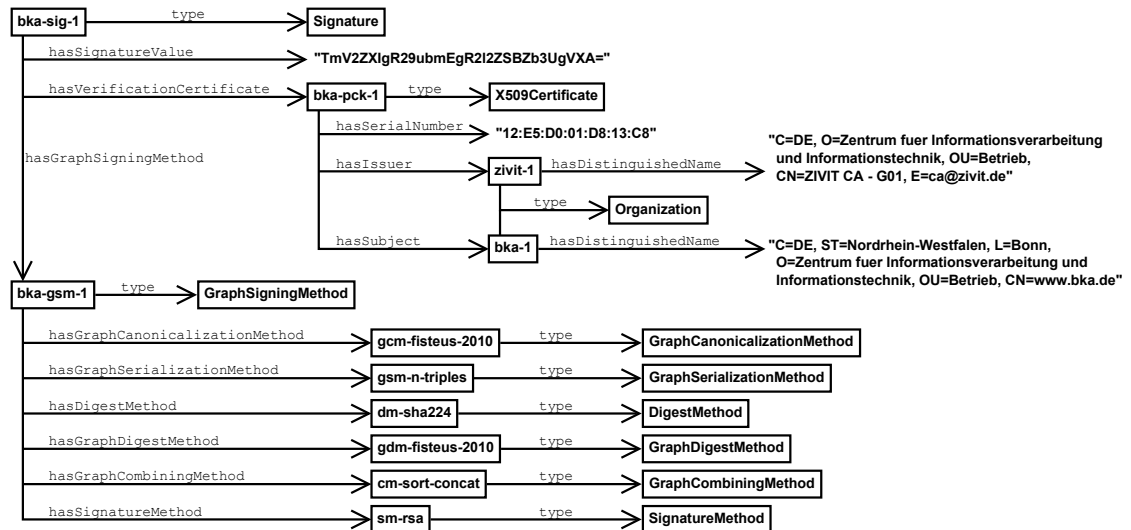 bka-sig-1 type Signature
hasSignatureValue "TmV2ZXIgR29ubmEgR2l2ZSBZb3UgVXA="
hasVerificationCertificate bka-pck-1 type X509Certificate
hasSerialNumber "12:E5:D0:01:D8:13:C8"
hasGraphSigningMethod
hasIssuer zivit-1 hasDistinguishedName "C=DE, O=Zentrum fuer Informationsverarbeitung
und Informationstechnik, OU=Betrieb,
CN=ZIVIT CA - G01, E=ca@zivit.de"
type Organization
hasSubject bka-1 hasDistinguishedName "C=DE, ST=Nordrhein-Westfalen, L=Bonn,
O=Zentrum fuer Informationsverarbeitung und
Informationstechnik, OU=Betrieb, CN=www.bka.de"
bka-gsm-1 type GraphSigningMethod
hasGraphCanonicalizationMethod gcm-fisteus-2010 type GraphCanonicalizationMethod
hasGraphSerializationMethod gsm-n-triples type GraphSerializationMethod
hasDigestMethod dm-sha224 type DigestMethod
hasGraphDigestMethod gdm-fisteus-2010 type GraphDigestMethod
hasGraphCombiningMethod cm-sort-concat type GraphCombiningMethod
hasSignatureMethod sm-rsa type SignatureMethod